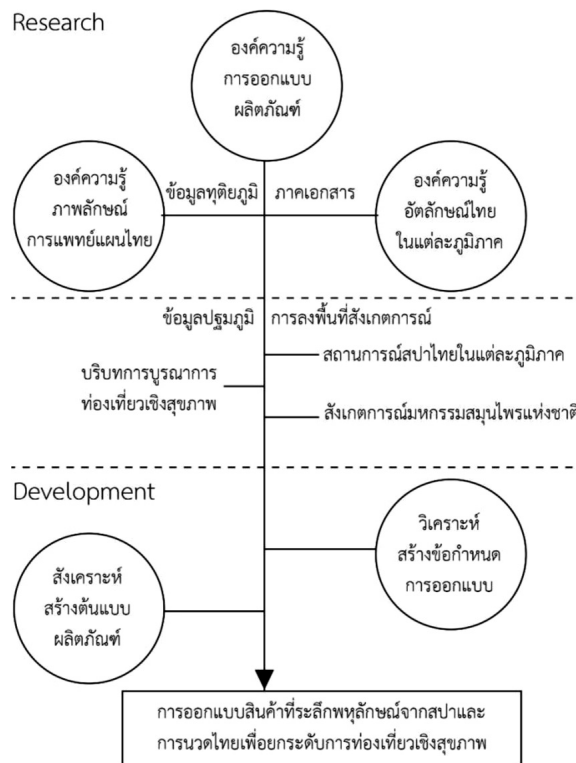 Research
องค์ความรู้
การออกแบบ
ผลิตภัณฑ์
องค์ความรู้
ภาพลักษณ์
การแพทย์แผนไทย
ข้อมูลทุติยภูมิ
ภาคเอกสาร
องค์ความรู้
อัตลักษณ์ไทย
ในแต่ละภูมิภาค
ข้อมูลปฐมภูมิ
การลงพื้นที่สังเกตการณ์
สถานการณ์สปาไทยในแต่ละภูมิภาค
บริบทการบูรณาการ
ท่องเที่ยวเชิงสุขภาพ
สังเกตการณ์มหกรรมสมุนไพรแห่งชาติ
Development
วิเคราะห์
สร้างข้อกำหนด
การออกแบบ
สังเคราะห์
สร้างต้นแบบ
ผลิตภัณฑ์
การออกแบบสินค้าที่ระลึกพหุลักษณ์จากสปาและ
การนวดไทยเพื่อยกระดับการท่องเที่ยวเชิงสุขภาพ